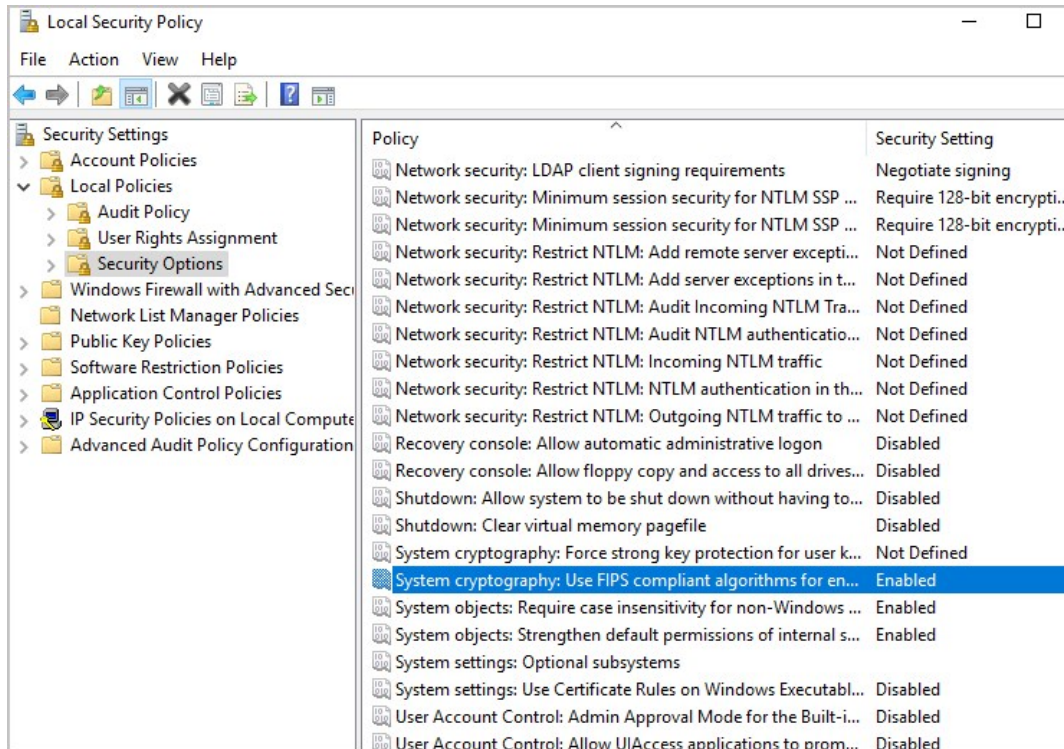 Local Security Policy
File Action View Help
Security Settings
Account Policies
Local Policies
Audit Policy
User Rights Assignment
Security Options
Windows Firewall with Advanced Secu
Network List Manager Policies
Public Key Policies
Software Restriction Policies
Application Control Policies
IP Security Policies on Local Compute
Advanced Audit Policy Configuration
Policy Security Setting
Network security: LDAP client signing requirements Negotiate signing
Network security: Minimum session security for NTLM SSP ... Require 128-bit encrypti...
Network security: Minimum session security for NTLM SSP ... Require 128-bit encrypti...
Network security: Restrict NTLM: Add remote server excepti... Not Defined
Network security: Restrict NTLM: Add server exceptions in t... Not Defined
Network security: Restrict NTLM: Audit Incoming NTLM Tra... Not Defined
Network security: Restrict NTLM: Audit NTLM authenticatio... Not Defined
Network security: Restrict NTLM: Incoming NTLM traffic Not Defined
Network security: Restrict NTLM: NTLM authentication in th... Not Defined
Network security: Restrict NTLM: Outgoing NTLM traffic to ... Not Defined
Recovery console: Allow automatic administrative logon Disabled
Recovery console: Allow floppy copy and access to all drives... Disabled
Shutdown: Allow system to be shut down without having to... Disabled
Shutdown: Clear virtual memory pagefile Disabled
System cryptography: Force strong key protection for user k... Not Defined
System cryptography: Use FIPS compliant algorithms for en... Enabled
System objects: Require case insensitivity for non-Windows ... Enabled
System objects: Strengthen default permissions of internal s... Enabled
System settings: Optional subsystems
System settings: Use Certificate Rules on Windows Executabl... Disabled
User Account Control: Admin Approval Mode for the Built-i... Disabled
User Account Control: Allow UIAccess applications to prom... Disabled